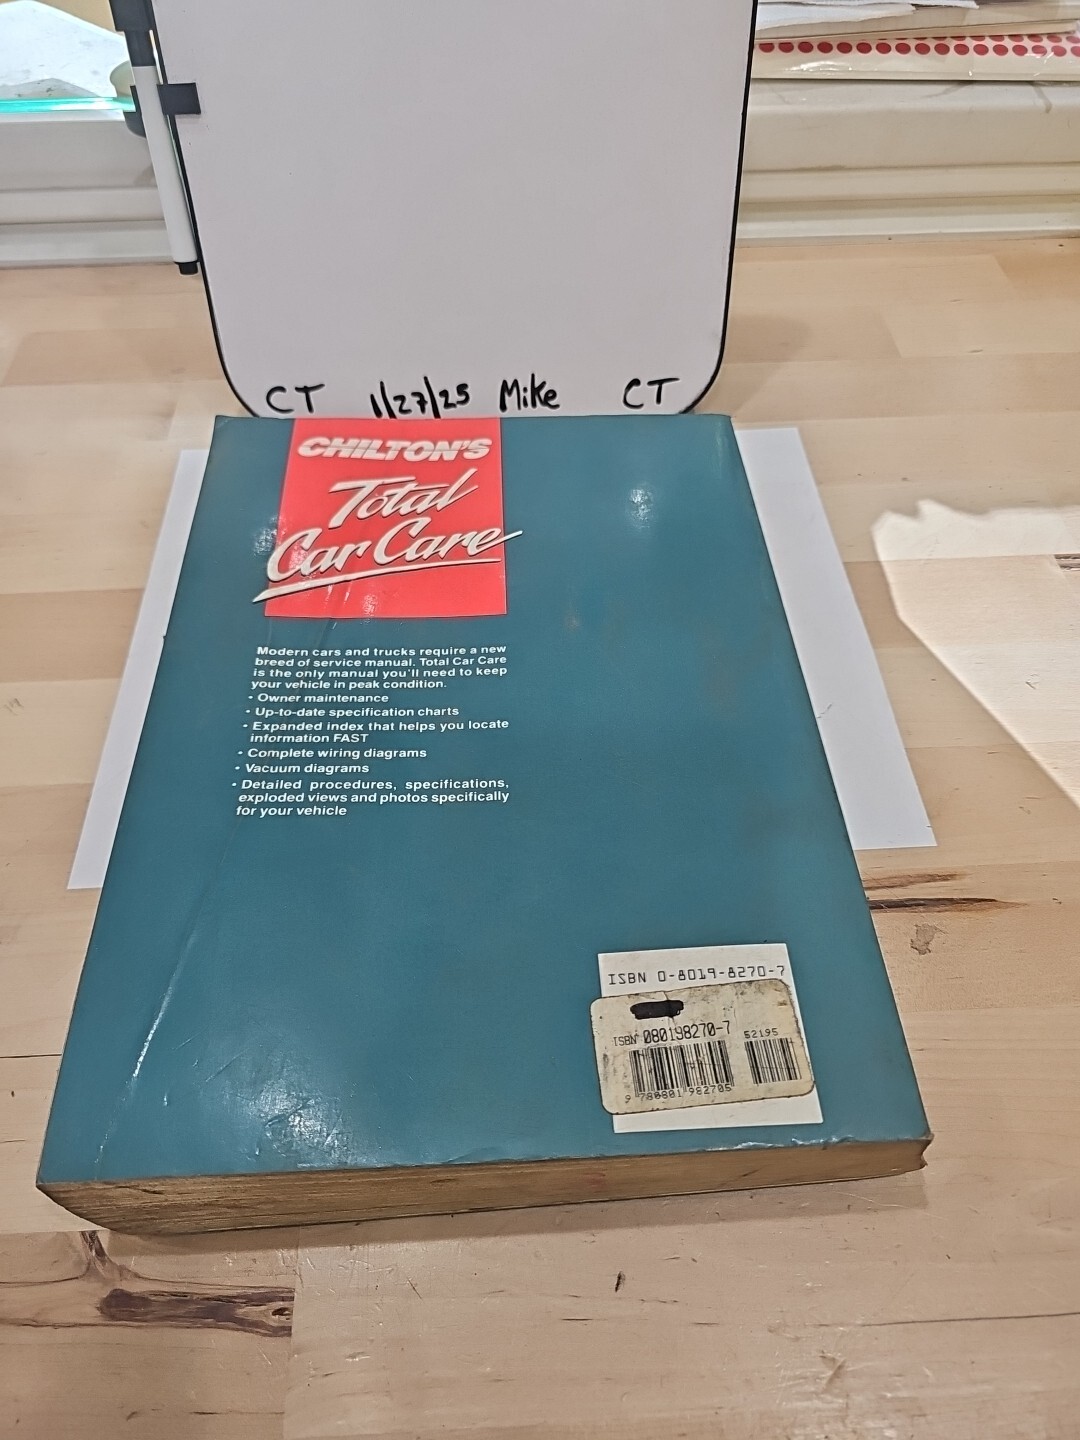 CT 1/27/25 Mike CT
CHILTON'S
Total
Car Care
Modern cars and trucks require a new
breed of service manual. Total Car Care
is the only manual you'll need to keep
your vehicle in peak condition.
• Owner maintenance
• Up-to-date specification charts
• Expanded index that helps you locate
information FAST
• Complete wiring diagrams
• Vacuum diagrams
• Detailed procedures, specifications,
exploded views and photos specifically
for your vehicle
ISBN 0-8019-8270-7
ISBN 080198270-7
52195
9 780801 982705